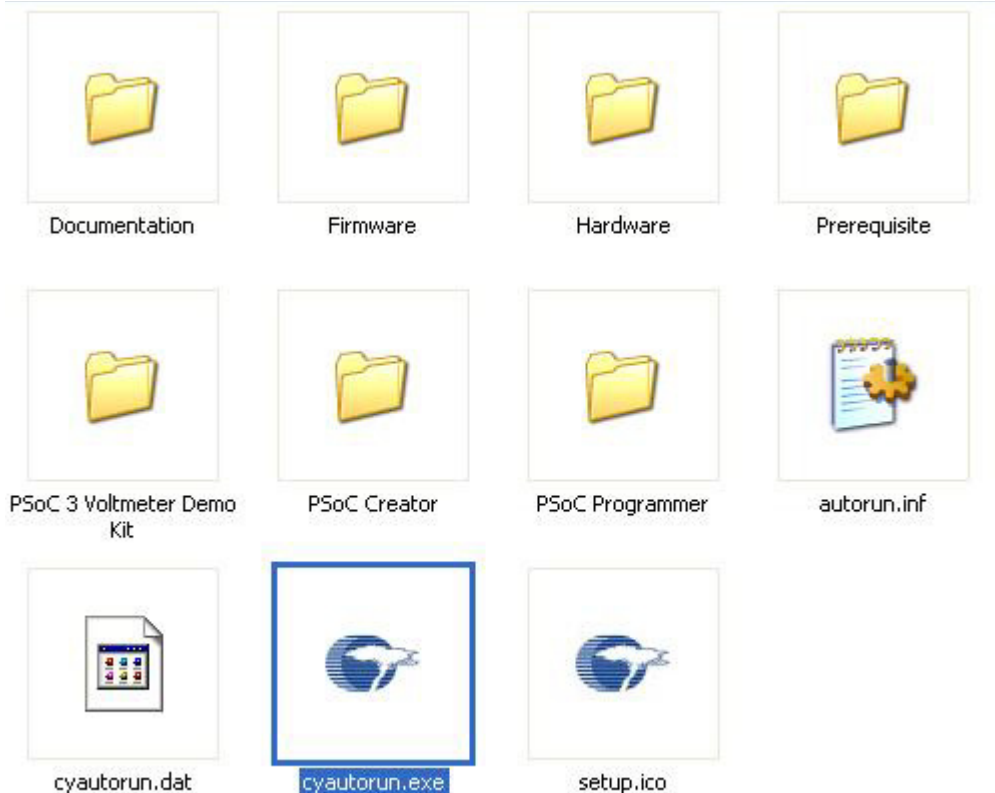 Documentation
Firmware
Hardware
Prerequisite
PSoC 3 Voltmeter Demo
Kit
PSoC Creator
PSoC Programmer
autorun.inf
cyautorun.dat
cyautorun.exe
setup.ico